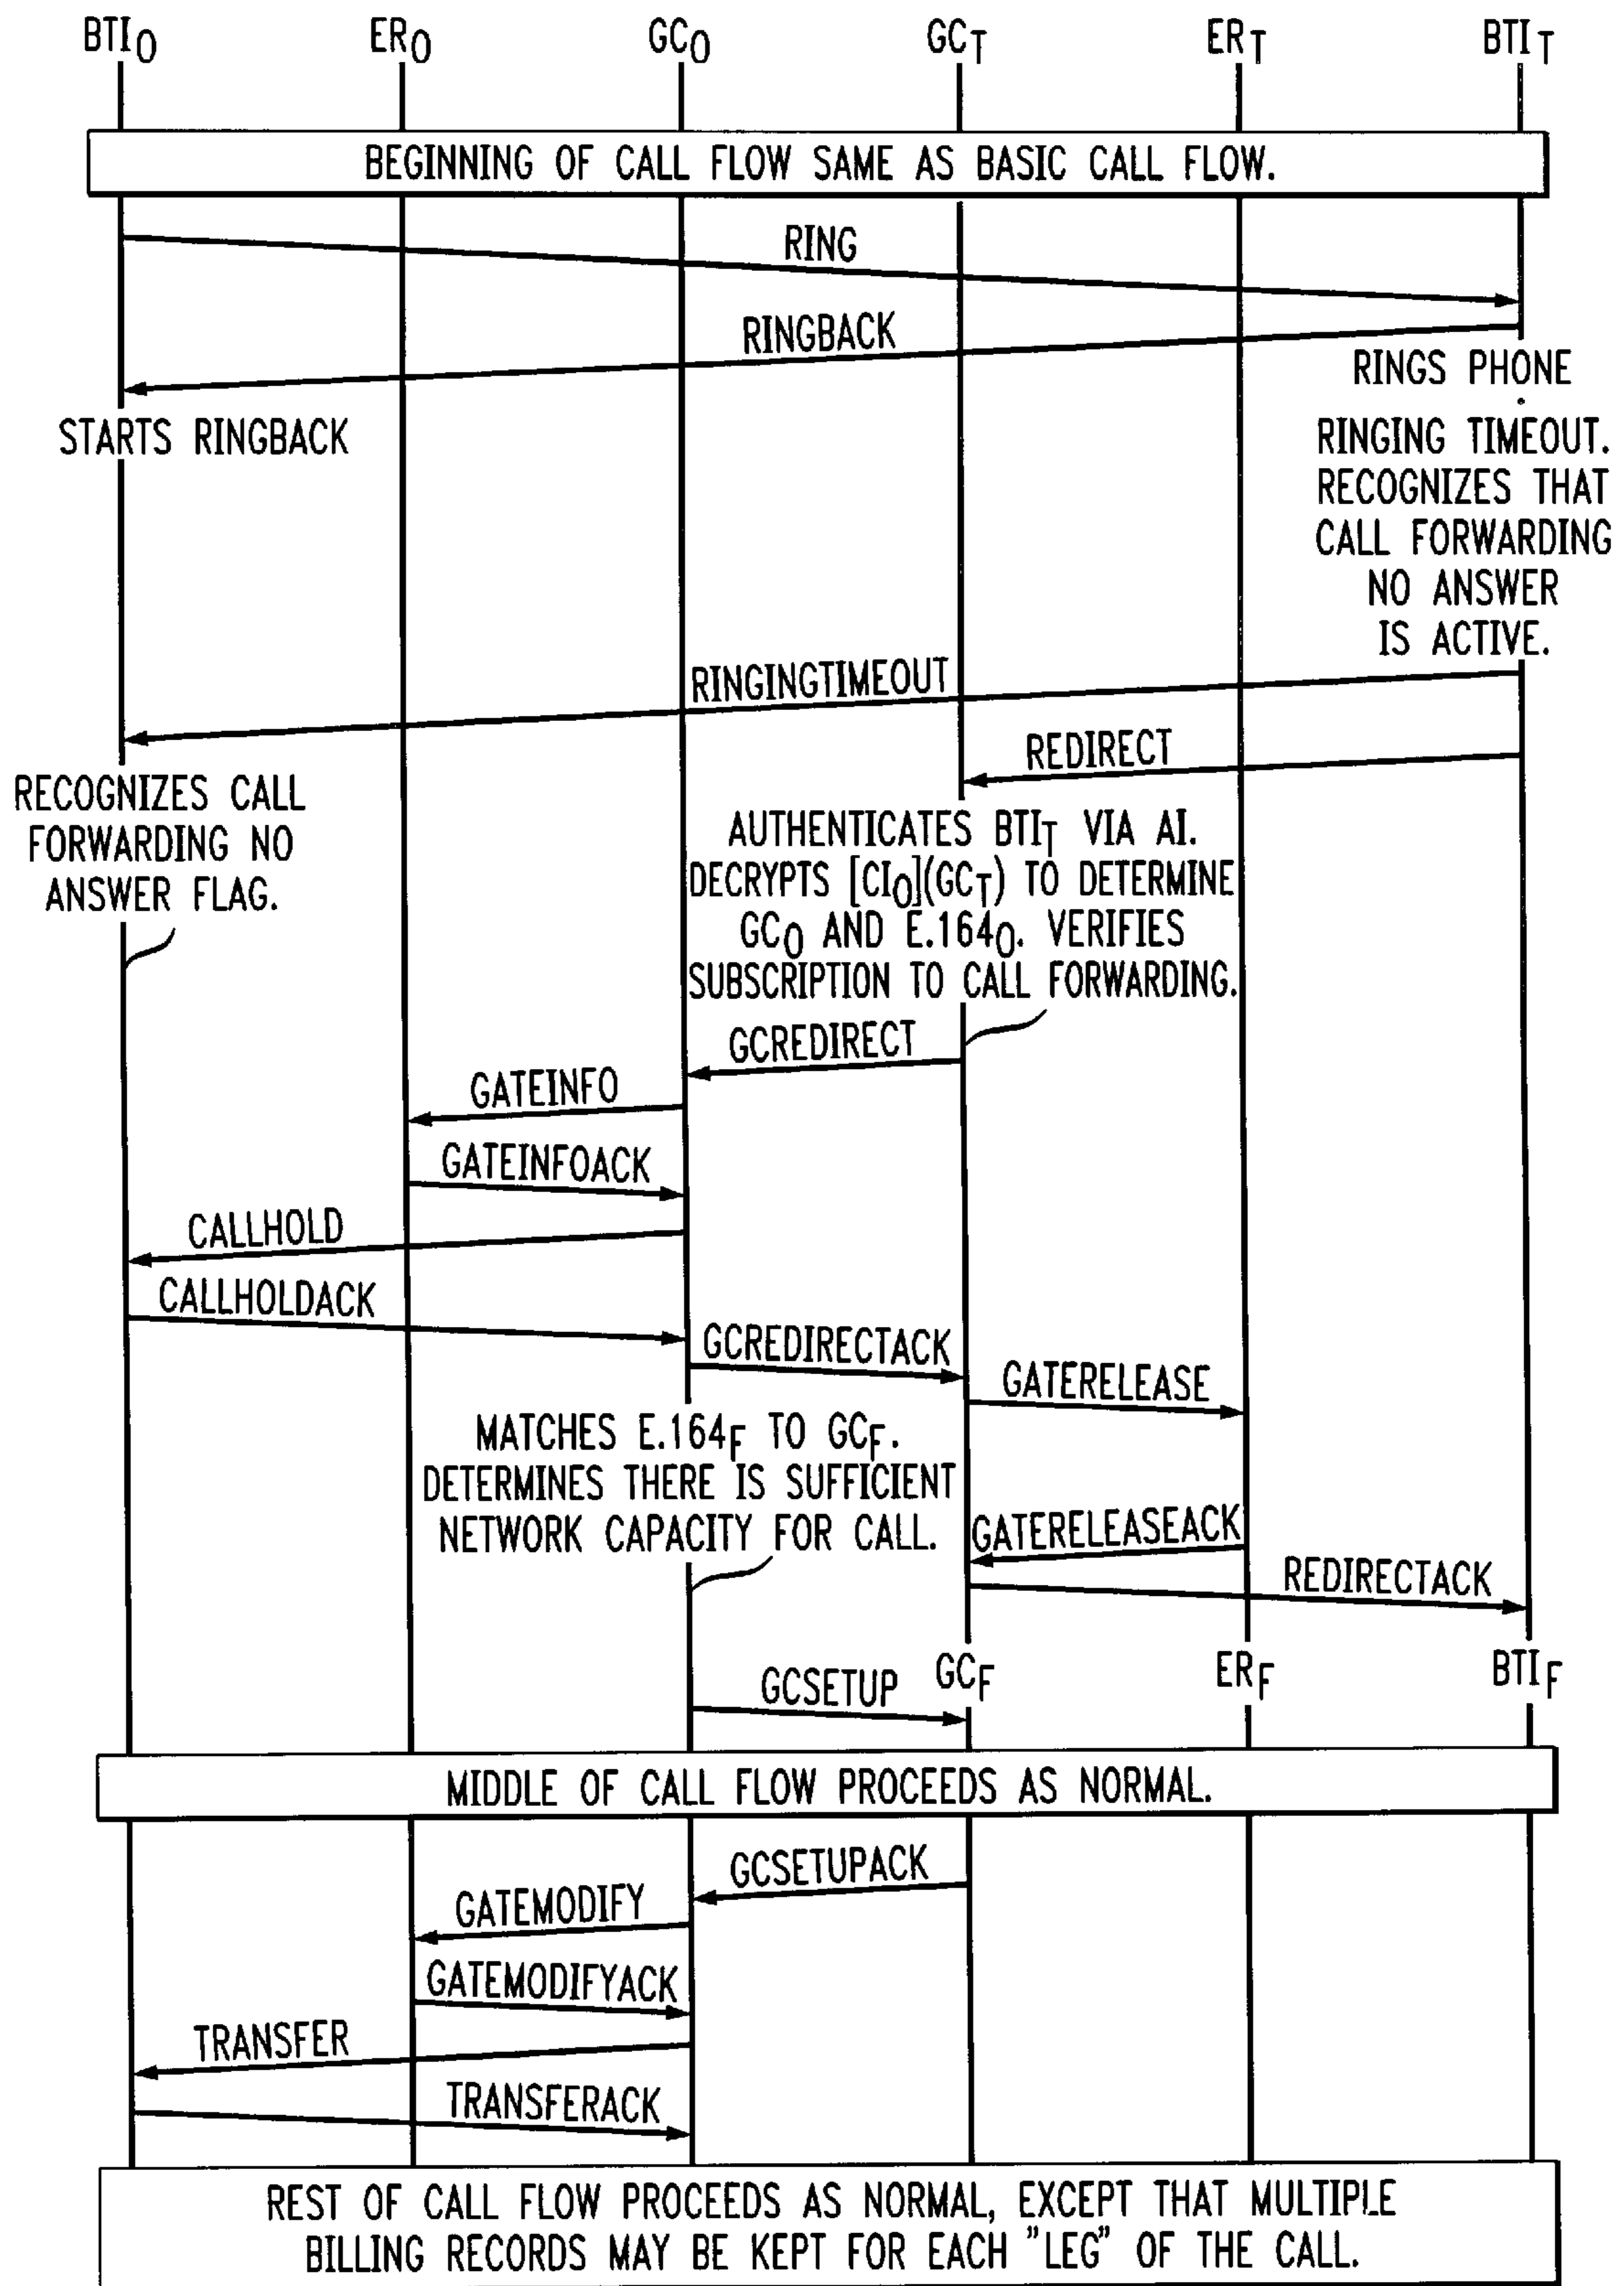 BTIO ERO GCO GCT ERT BTIT
BEGINNING OF CALL FLOW SAME AS BASIC CALL FLOW.
RING
RINGBACK
RINGS PHONE
STARTS RINGBACK
RINGING TIMEOUT.
RECOGNIZES THAT
CALL FORWARDING
NO ANSWER
IS ACTIVE.
RINGINGTIMEOUT
REDIRECT
RECOGNIZES CALL
FORWARDING NO
ANSWER FLAG.
AUTHENTICATES BTIT VIA AI.
DECRYPTS [CIO](GCT) TO DETERMINE
GCO AND E.164O. VERIFIES
SUBSCRIPTION TO CALL FORWARDING.
GCREDIRECT
GATEINFO
GATEINFOACK
CALLHOLD
CALLHOLDACK
GCREDIRECTACK
GATERELEASE
MATCHES E.164F TO GCF.
DETERMINES THERE IS SUFFICIENT
NETWORK CAPACITY FOR CALL.
GATERELEASEACK
REDIRECTACK
GCSETUP
GCF ERF BTIF
MIDDLE OF CALL FLOW PROCEEDS AS NORMAL.
GCSETUPACK
GATEMODIFY
GATEMODIFYACK
TRANSFER
TRANSFERACK
REST OF CALL FLOW PROCEEDS AS NORMAL, EXCEPT THAT MULTIPLE
BILLING RECORDS MAY BE KEPT FOR EACH "LEG" OF THE CALL.